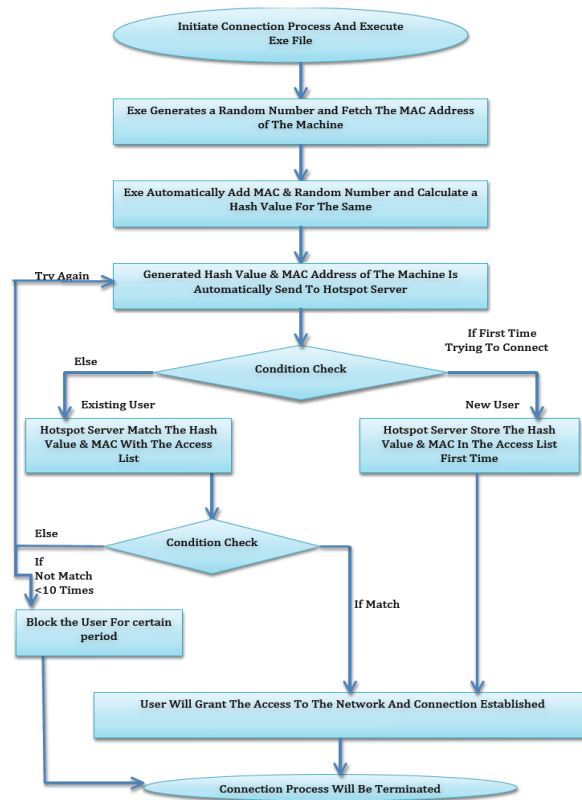 Initiate Connection Process And Execute
Exe File
Exe Generates a Random Number and Fetch The MAC Address
of The Machine
Exe Automatically Add MAC & Random Number and Calculate a
Hash Value For The Same
Try Again
Generated Hash Value & MAC Address of The Machine Is
Automatically Send To Hotspot Server
If First Time
Trying To Connect
Else
Condition Check
Existing User
New User
Hotspot Server Match The Hash
Value & MAC With The Access
List
Hotspot Server Store The Hash
Value & MAC In The Access List
First Time
Else
Condition Check
If
Not Match
<10 Times
If Match
Block the User For certain
period
User Will Grant The Access To The Network And Connection Established
Connection Process Will Be Terminated